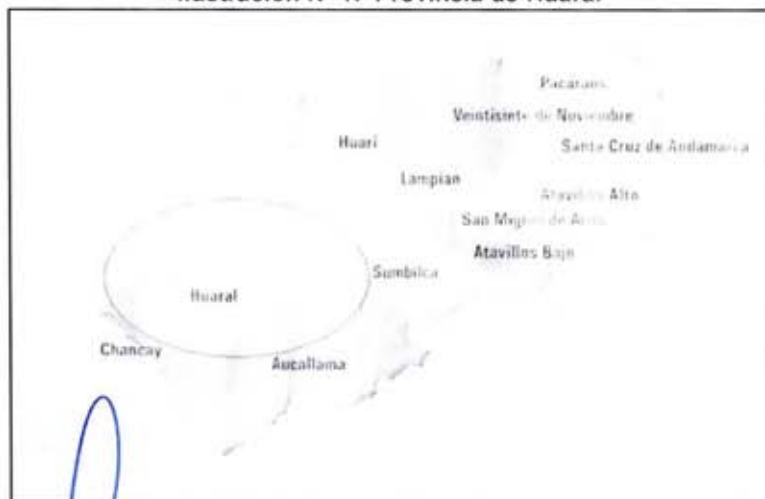 Provincia de Huaral
Pacaraos
Veintisiete de Noviembre
Huari
Santa Cruz de Andamarca
Lampian
Atavillos Alto
San Miguel de Acos
Atavillos Bajo
Sumbilca
Huaral
Chancay
Aucallama